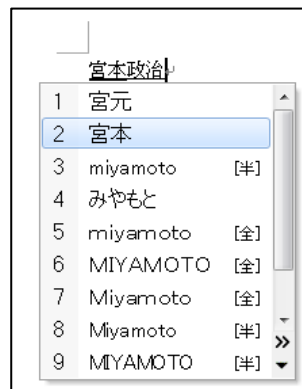 宮本政治
1 宮元
2 宮本
3 miyamoto [半]
4 みやもと
5 ｍｉｙａｍｏｔｏ [全]
6 ＭＩＹＡＭＯＴＯ [全]
7 Ｍｉｙａｍｏｔｏ [全]
8 Miyamoto [半]
9 MIYAMOTO [半]